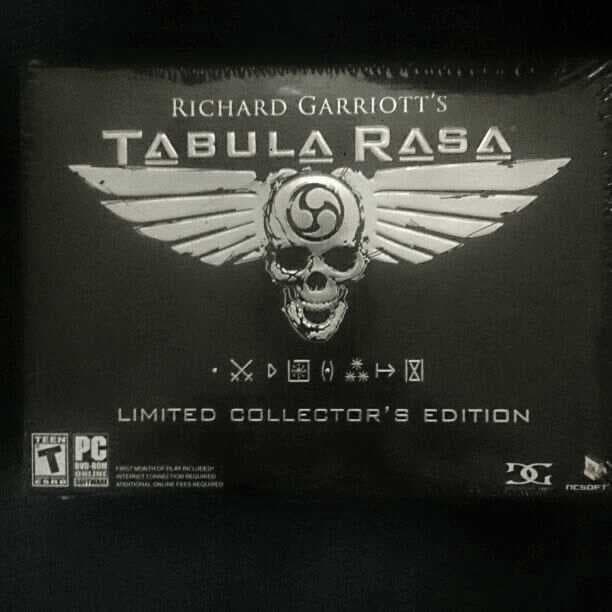 RICHARD GARRIOTT'S
TABULA RASA
LIMITED COLLECTOR'S EDITION
TEEN
T
ESRB
PC
DVD-ROM
ONLINE
SOFTWARE
FIRST MONTH OF PLAY INCLUDED!
INTERNET CONNECTION REQUIRED
ADDITIONAL ONLINE FEES REQUIRED
NCSOFT